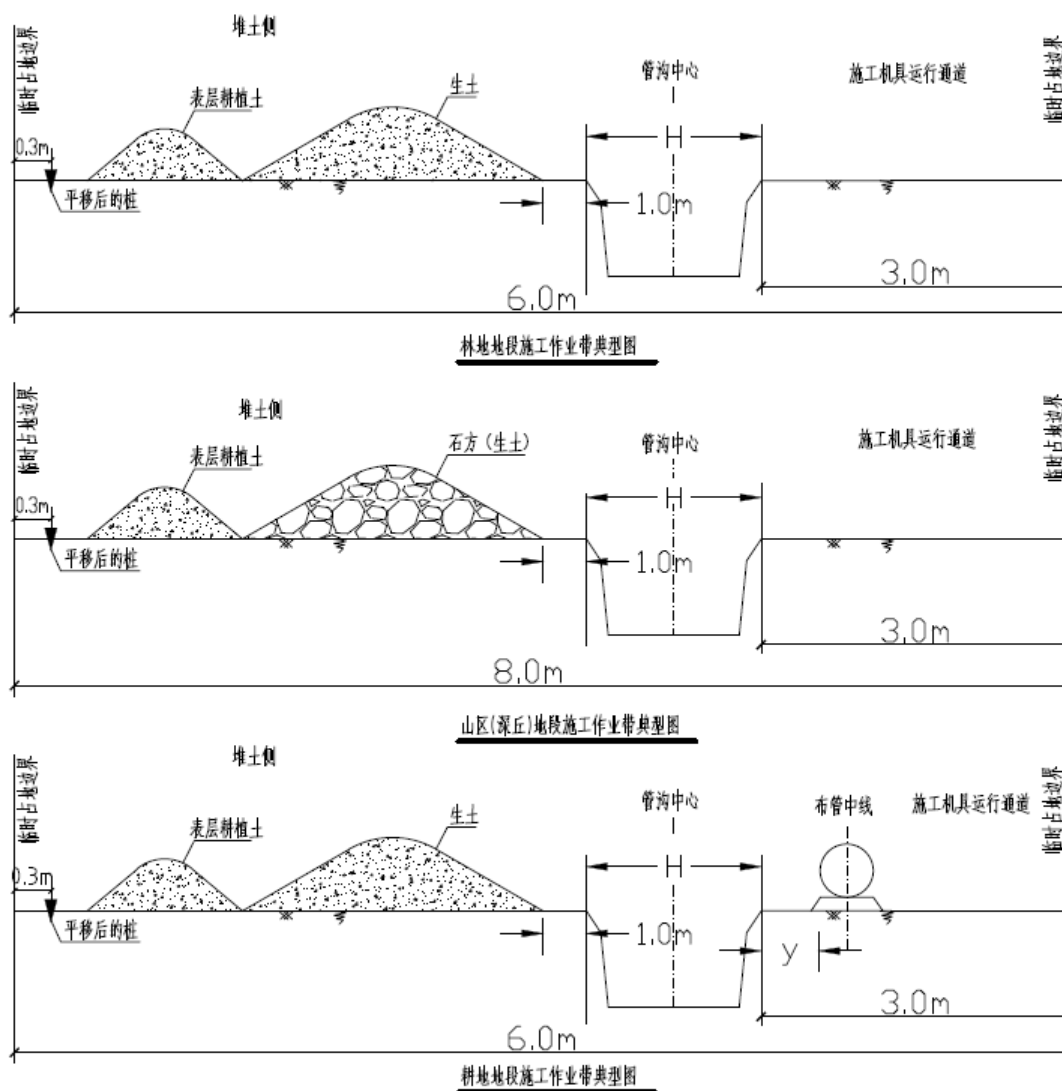 堆土侧
临时占地边界
管沟中心
施工机具运行通道
临时占地边界
生土
表层耕植土
0.3m
H
平移后的桩
1.0m
3.0m
6.0m
林地地段施工作业带典型图
堆土侧
临时占地边界
管沟中心
施工机具运行通道
临时占地边界
石方(生土)
表层耕植土
0.3m
H
平移后的桩
1.0m
3.0m
8.0m
山区(深丘)地段施工作业带典型图
堆土侧
临时占地边界
管沟中心
布管中线
施工机具运行通道
临时占地边界
生土
表层耕植土
0.3m
H
平移后的桩
1.0m
y
3.0m
6.0m
耕地地段施工作业带典型图